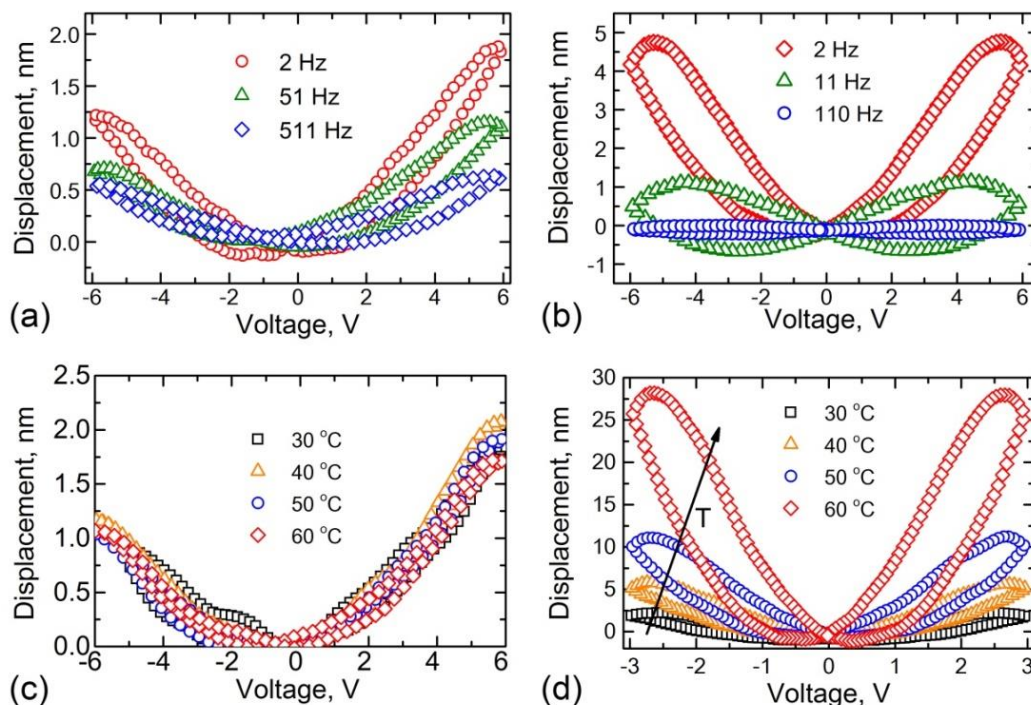 Displacement, nm
2.0
1.5
1.0
0.5
0.0
2 Hz
51 Hz
511 Hz
-6 -4 -2 0 2 4 6
Voltage, V
(a)
Displacement, nm
5
4
3
2
1
0
-1
2 Hz
11 Hz
110 Hz
-6 -4 -2 0 2 4 6
Voltage, V
(b)
Displacement, nm
2.5
2.0
1.5
1.0
0.5
0.0
30 °C
40 °C
50 °C
60 °C
-6 -4 -2 0 2 4 6
Voltage, V
(c)
Displacement, nm
30
25
20
15
10
5
0
30 °C
40 °C
50 °C
60 °C
T
-3 -2 -1 0 1 2 3
Voltage, V
(d)